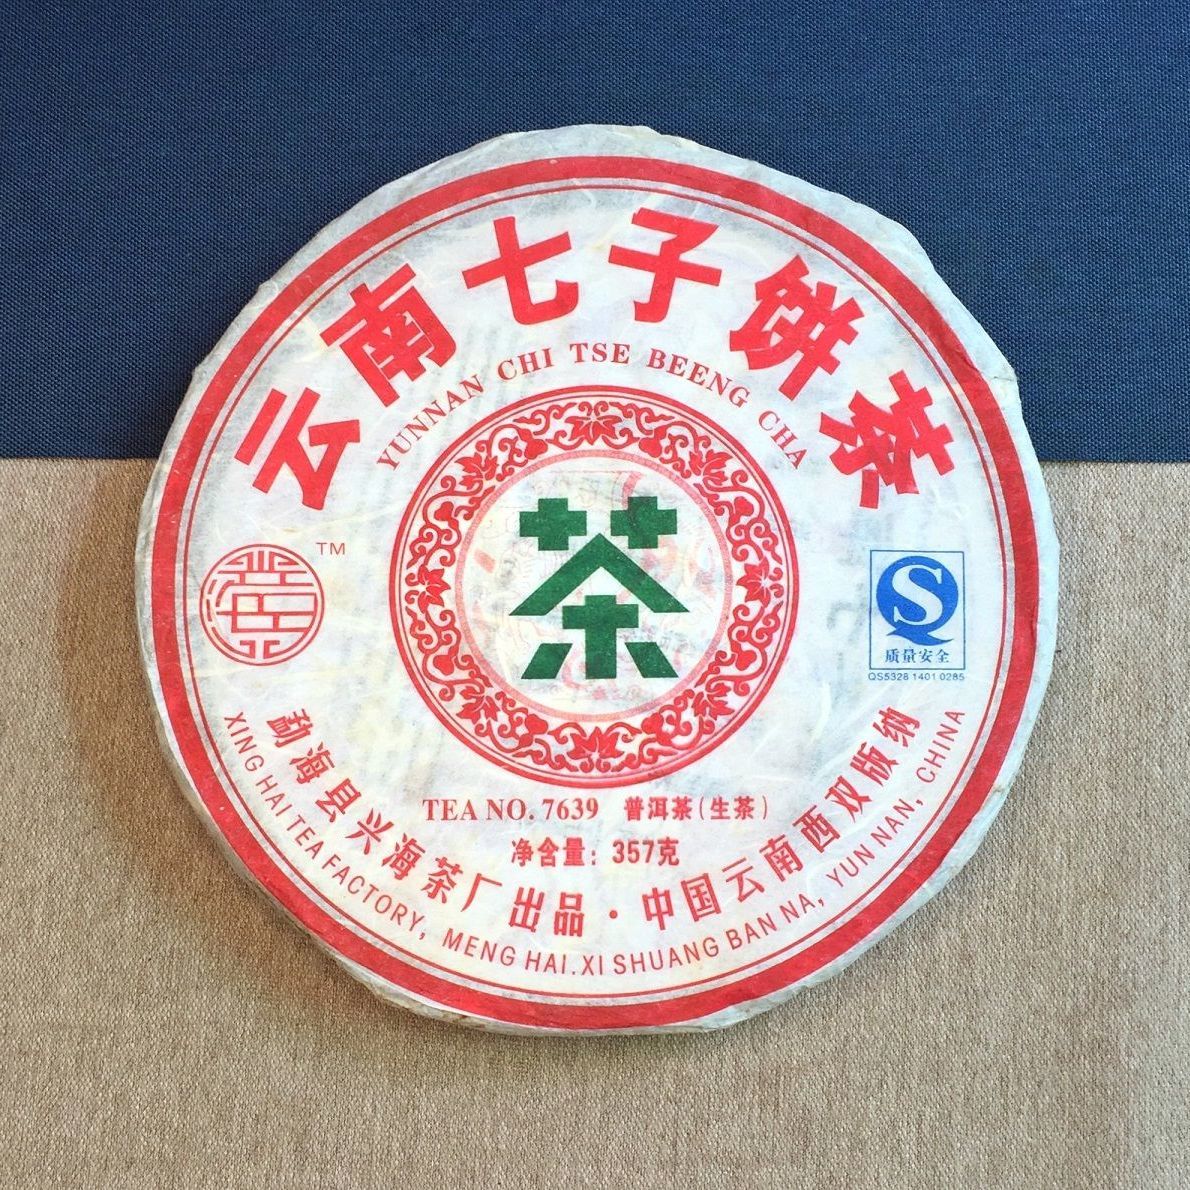 云南七子饼茶
YUNNAN CHI TSE BEENG CHA
茶
TM
S
质量安全
QS5328 1401 0285
TEA NO. 7639 普洱茶(生茶)
净含量: 357克
勐海县兴海茶厂出品·中国云南西双版纳
XING HAI TEA FACTORY, MENG HAI.XI SHUANG BAN NA, YUN NAN, CHINA